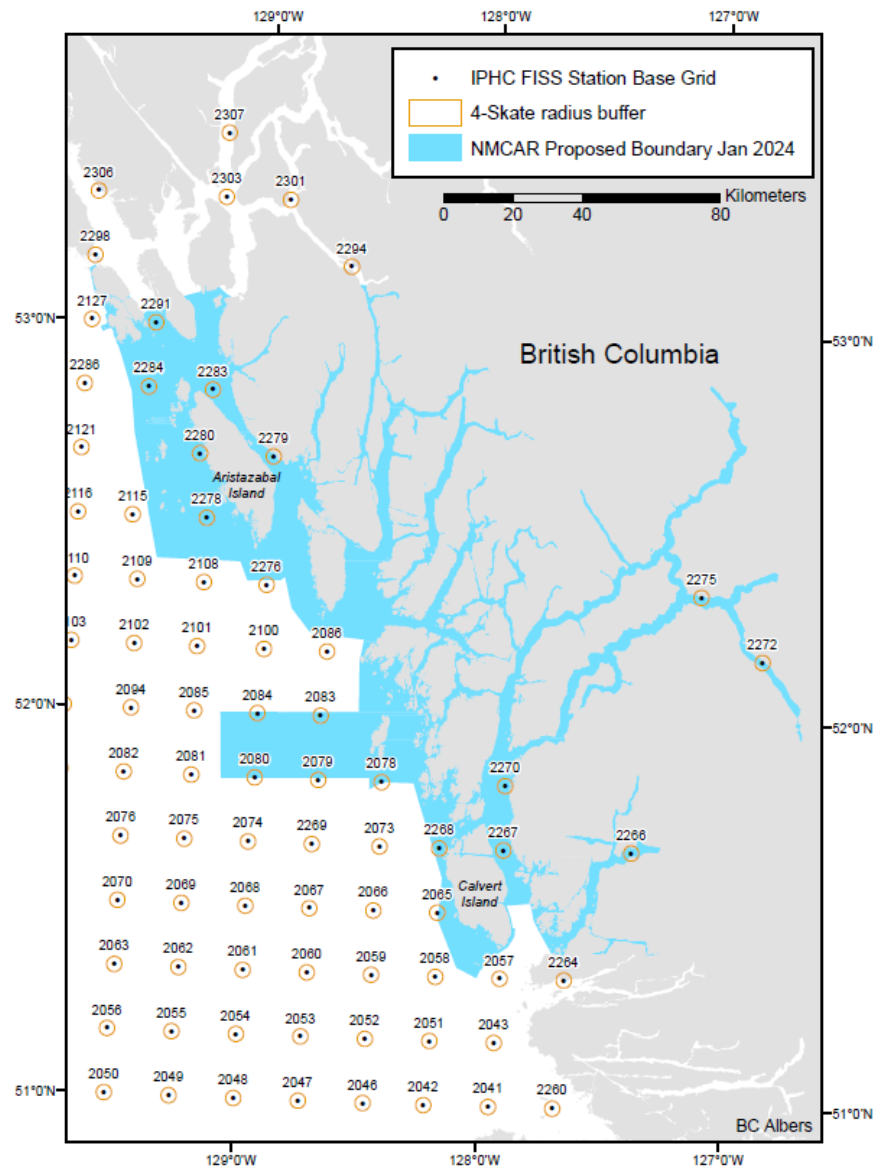 129°0'W 128°0'W 127°0'W
IPHC FISS Station Base Grid
4-Skate radius buffer
NMCAR Proposed Boundary Jan 2024
Kilometers
0 20 40 80
2307
2306 2303 2301
2298 2294
2127 2291
53°0'N 53°0'N
British Columbia
2286 2284 2283
2121 2280 2279
Aristazabal
Island
2116 2115 2278
110 2109 2108 2276 2275
103 2102 2101 2100 2086 2272
52°0'N 52°0'N
2094 2085 2084 2083
2082 2081 2080 2079 2078 2270
2076 2075 2074 2269 2073 2268 2267 2266
Calvert
Island
2070 2069 2068 2067 2066 2065
2063 2062 2061 2060 2059 2058 2057 2264
2056 2055 2054 2053 2052 2051 2043
51°0'N 51°0'N
2050 2049 2048 2047 2046 2042 2041 2260
BC Albers
129°0'W 128°0'W 127°0'W